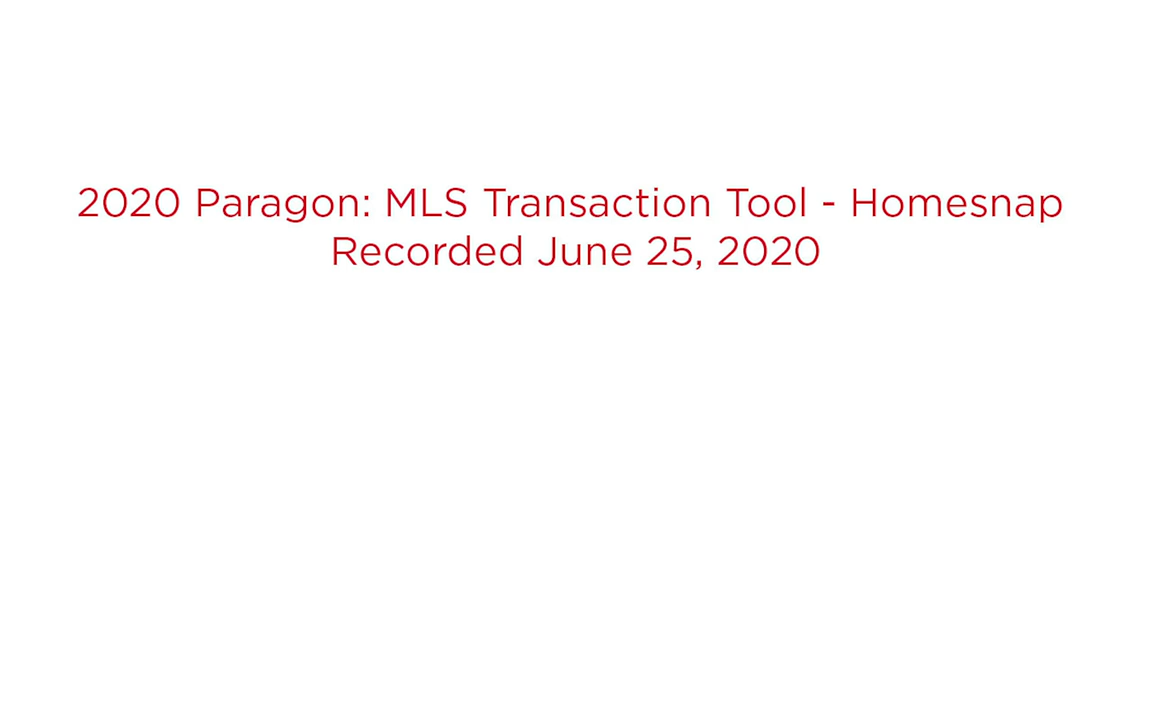 2020 Paragon: MLS Transaction Tool - Homesnap
Recorded June 25, 2020